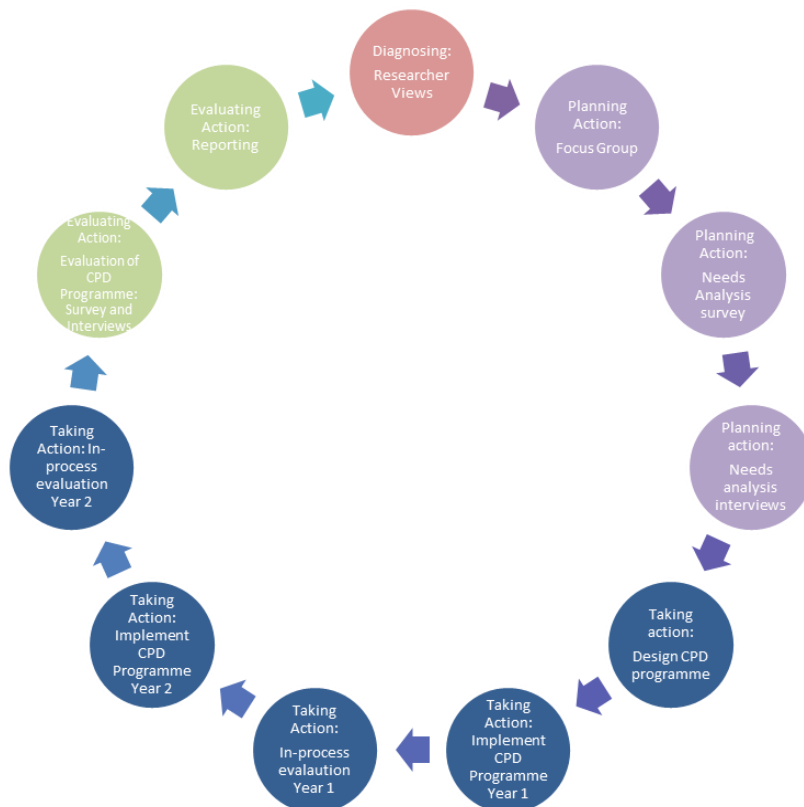 Diagnosing:
Researcher
Views
Planning
Action:
Focus Group
Planning
Action:
Needs
Analysis
survey
Planning
action:
Needs
analysis
interviews
Taking
action:
Design CPD
programme
Taking
Action:
Implement
CPD
Programme
Year 1
Taking
Action:
In-process
evalaution
Year 1
Taking
Action:
Implement
CPD
Programme
Year 2
Taking
Action: In-
process
evaluation
Year 2
Evaluating
Action:
Evaluation of
CPD
Programme:
Survey and
Interviews
Evaluating
Action:
Reporting